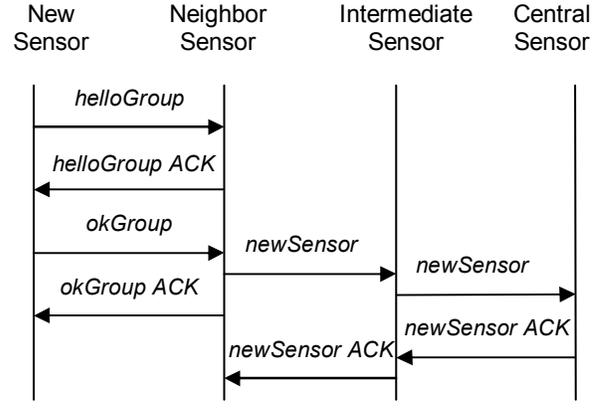 New Sensor
Neighbor Sensor
Intermediate Sensor
Central Sensor
helloGroup
helloGroup ACK
okGroup
newSensor
newSensor
okGroup ACK
newSensor ACK
newSensor ACK